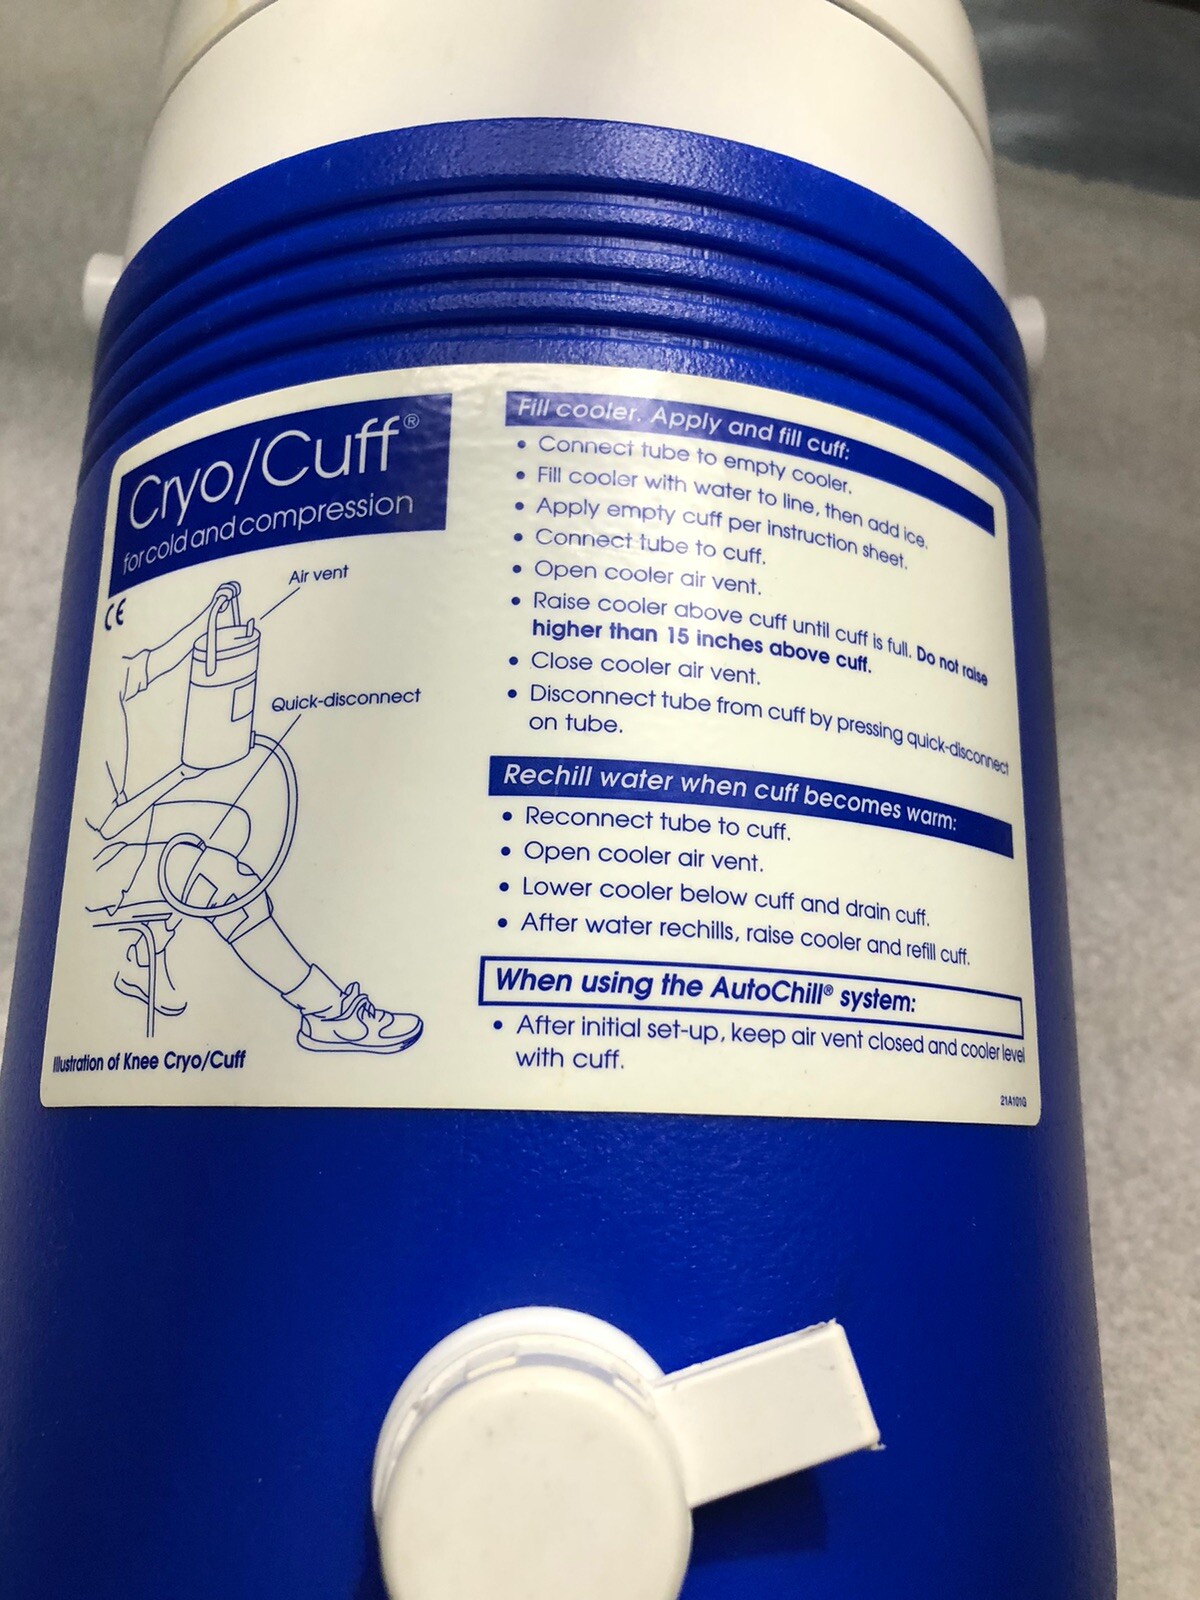 Cryo/Cuff®
for cold and compression
CE
Air vent
Quick-disconnect
Illustration of Knee Cryo/Cuff
Fill cooler. Apply and fill cuff:
• Connect tube to empty cooler.
• Fill cooler with water to line, then add ice.
• Apply empty cuff per instruction sheet.
• Connect tube to cuff.
• Open cooler air vent.
• Raise cooler above cuff until cuff is full. Do not raise
higher than 15 inches above cuff.
• Close cooler air vent.
• Disconnect tube from cuff by pressing quick-disconnect
on tube.
Rechill water when cuff becomes warm:
• Reconnect tube to cuff.
• Open cooler air vent.
• Lower cooler below cuff and drain cuff.
• After water rechills, raise cooler and refill cuff.
When using the AutoChill® system:
• After initial set-up, keep air vent closed and cooler level
with cuff.
21A101G